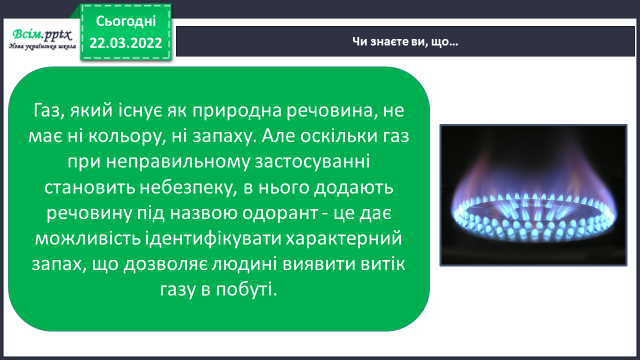 Всім.pptx
Нова українська школа
Сьогодні
22.03.2022
Чи знаєте ви, що…
Газ, який існує як природна речовина, не
має ні кольору, ні запаху. Але оскільки газ
при неправильному застосуванні
становить небезпеку, в нього додають
речовину під назвою одорант - це дає
можливість ідентифікувати характерний
запах, що дозволяє людині виявити витік
газу в побуті.